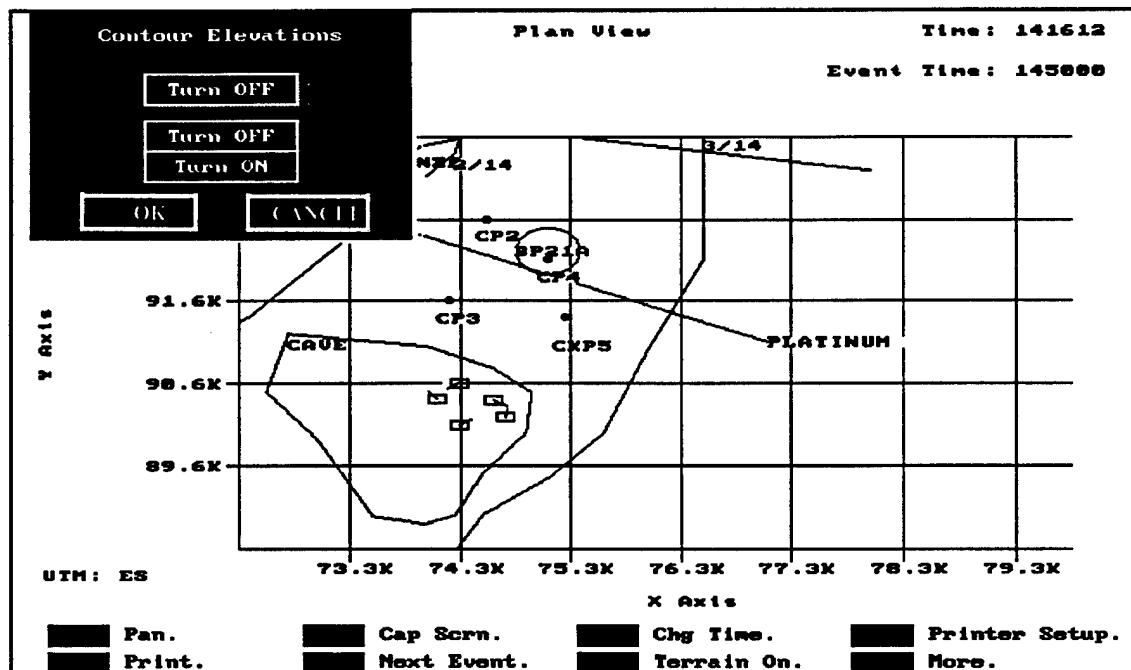 Contour Elevations
Plan View
Time: 141612
Event Time: 145000
Turn OFF
Turn OFF
Turn ON
OK
CANCEL
2/14
3/14
CP2
BP21A
CP4
91.6K
CP3
CXP5
PLATINUM
CAVE
Y Axis
90.6K
89.6K
UTM: ES
73.3K 74.3K 75.3K 76.3K 77.3K 78.3K 79.3K
X Axis
Pan. Cap Scrn. Chg Time. Printer Setup.
Print. Next Event. Terrain On. More.